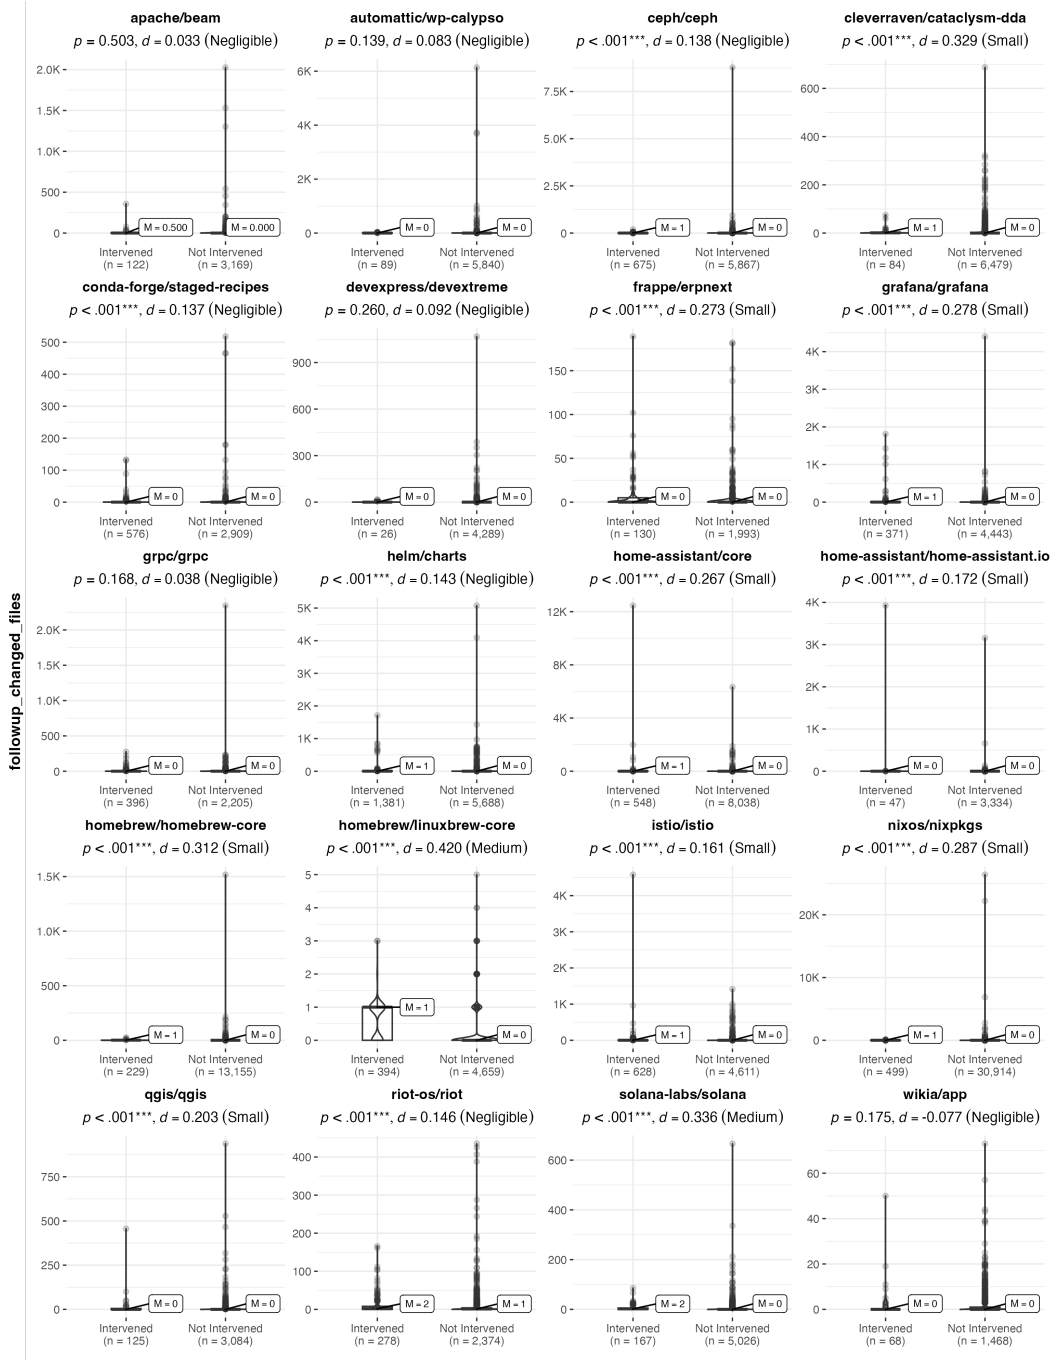 followup_changed_files
apache/beam
p = 0.503, d = 0.033 (Negligible)
2.0K
1.5K
1.0K
500
0
M = 0.500
M = 0.000
Intervened
(n = 122)
Not Intervened
(n = 3,169)
automattic/wp-calypso
p = 0.139, d = 0.083 (Negligible)
6K
4K
2K
0
M = 0
M = 0
Intervened
(n = 89)
Not Intervened
(n = 5,840)
ceph/ceph
p < .001***, d = 0.138 (Negligible)
7.5K
5.0K
2.5K
0
M = 1
M = 0
Intervened
(n = 675)
Not Intervened
(n = 5,867)
cleverraven/cataclysm-dda
p < .001***, d = 0.329 (Small)
600
400
200
0
M = 1
M = 0
Intervened
(n = 84)
Not Intervened
(n = 6,479)
conda-forge/staged-recipes
p < .001***, d = 0.137 (Negligible)
500
400
300
200
100
0
M = 0
M = 0
Intervened
(n = 576)
Not Intervened
(n = 2,909)
devexpress/devextreme
p = 0.260, d = 0.092 (Negligible)
900
600
300
0
M = 0
M = 0
Intervened
(n = 26)
Not Intervened
(n = 4,289)
frappe/erpnext
p < .001***, d = 0.273 (Small)
150
100
50
0
M = 0
M = 0
Intervened
(n = 130)
Not Intervened
(n = 1,993)
grafana/grafana
p < .001***, d = 0.278 (Small)
4K
2K
1K
0
M = 1
M = 0
Intervened
(n = 371)
Not Intervened
(n = 4,443)
grpc/grpc
p = 0.168, d = 0.038 (Negligible)
2.0K
1.5K
1.0K
500
0
M = 0
M = 0
Intervened
(n = 396)
Not Intervened
(n = 2,205)
helm/charts
p < .001***, d = 0.143 (Negligible)
5K
4K
3K
2K
1K
0
M = 1
M = 0
Intervened
(n = 1,381)
Not Intervened
(n = 5,688)
home-assistant/core
p < .001***, d = 0.267 (Small)
12K
8K
4K
0
M = 1
M = 0
Intervened
(n = 548)
Not Intervened
(n = 8,038)
home-assistant/home-assistant.io
p < .001***, d = 0.172 (Small)
4K
3K
2K
1K
0
M = 0
M = 0
Intervened
(n = 47)
Not Intervened
(n = 3,334)
homebrew/homebrew-core
p < .001***, d = 0.312 (Small)
1.5K
1.0K
500
0
M = 1
M = 0
Intervened
(n = 229)
Not Intervened
(n = 13,155)
homebrew/linuxbrew-core
p < .001***, d = 0.420 (Medium)
5
4
3
2
1
0
M = 1
M = 0
Intervened
(n = 394)
Not Intervened
(n = 4,659)
istio/istio
p < .001***, d = 0.161 (Small)
4K
3K
2K
1K
0
M = 1
M = 0
Intervened
(n = 628)
Not Intervened
(n = 4,611)
nixos/nixpkgs
p < .001***, d = 0.287 (Small)
20K
10K
0
M = 1
M = 0
Intervened
(n = 499)
Not Intervened
(n = 30,914)
qgis/qgis
p < .001***, d = 0.203 (Small)
750
500
250
0
M = 0
M = 0
Intervened
(n = 125)
Not Intervened
(n = 3,084)
riot-os/riot
p < .001***, d = 0.146 (Negligible)
400
300
200
100
0
M = 2
M = 1
Intervened
(n = 278)
Not Intervened
(n = 2,374)
solana-labs/solana
p < .001***, d = 0.336 (Medium)
600
400
200
0
M = 2
M = 0
Intervened
(n = 167)
Not Intervened
(n = 5,026)
wikia/app
p = 0.175, d = -0.077 (Negligible)
60
40
20
0
M = 0
M = 0
Intervened
(n = 68)
Not Intervened
(n = 1,468)